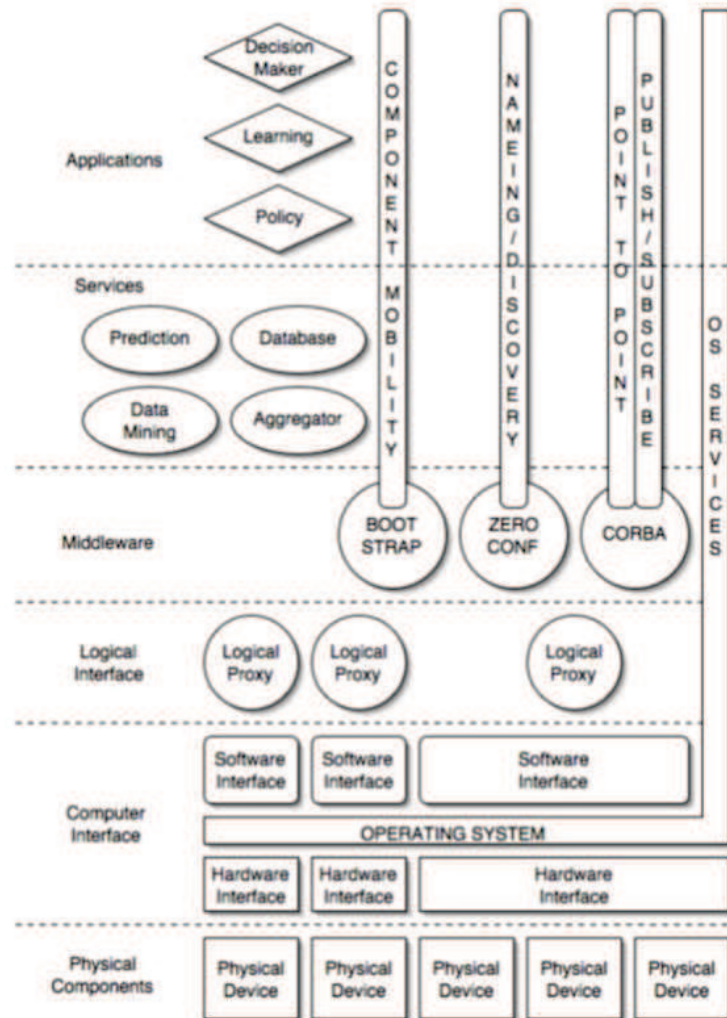 Decision
Maker
Learning
Applications
Policy
COMPONENT MOBILITY
NAMEING/DISCOVERY
POINT TO POINT
PUBLISH/SUBSCRIBE
OS SERVICES
Services
Prediction
Database
Data
Mining
Aggregator
Middleware
BOOT
STRAP
ZERO
CONF
CORBA
Logical
Interface
Logical
Proxy
Logical
Proxy
Logical
Proxy
Computer
Interface
Software
Interface
Software
Interface
Software
Interface
OPERATING SYSTEM
Hardware
Interface
Hardware
Interface
Hardware
Interface
Physical
Components
Physical
Device
Physical
Device
Physical
Device
Physical
Device
Physical
Device